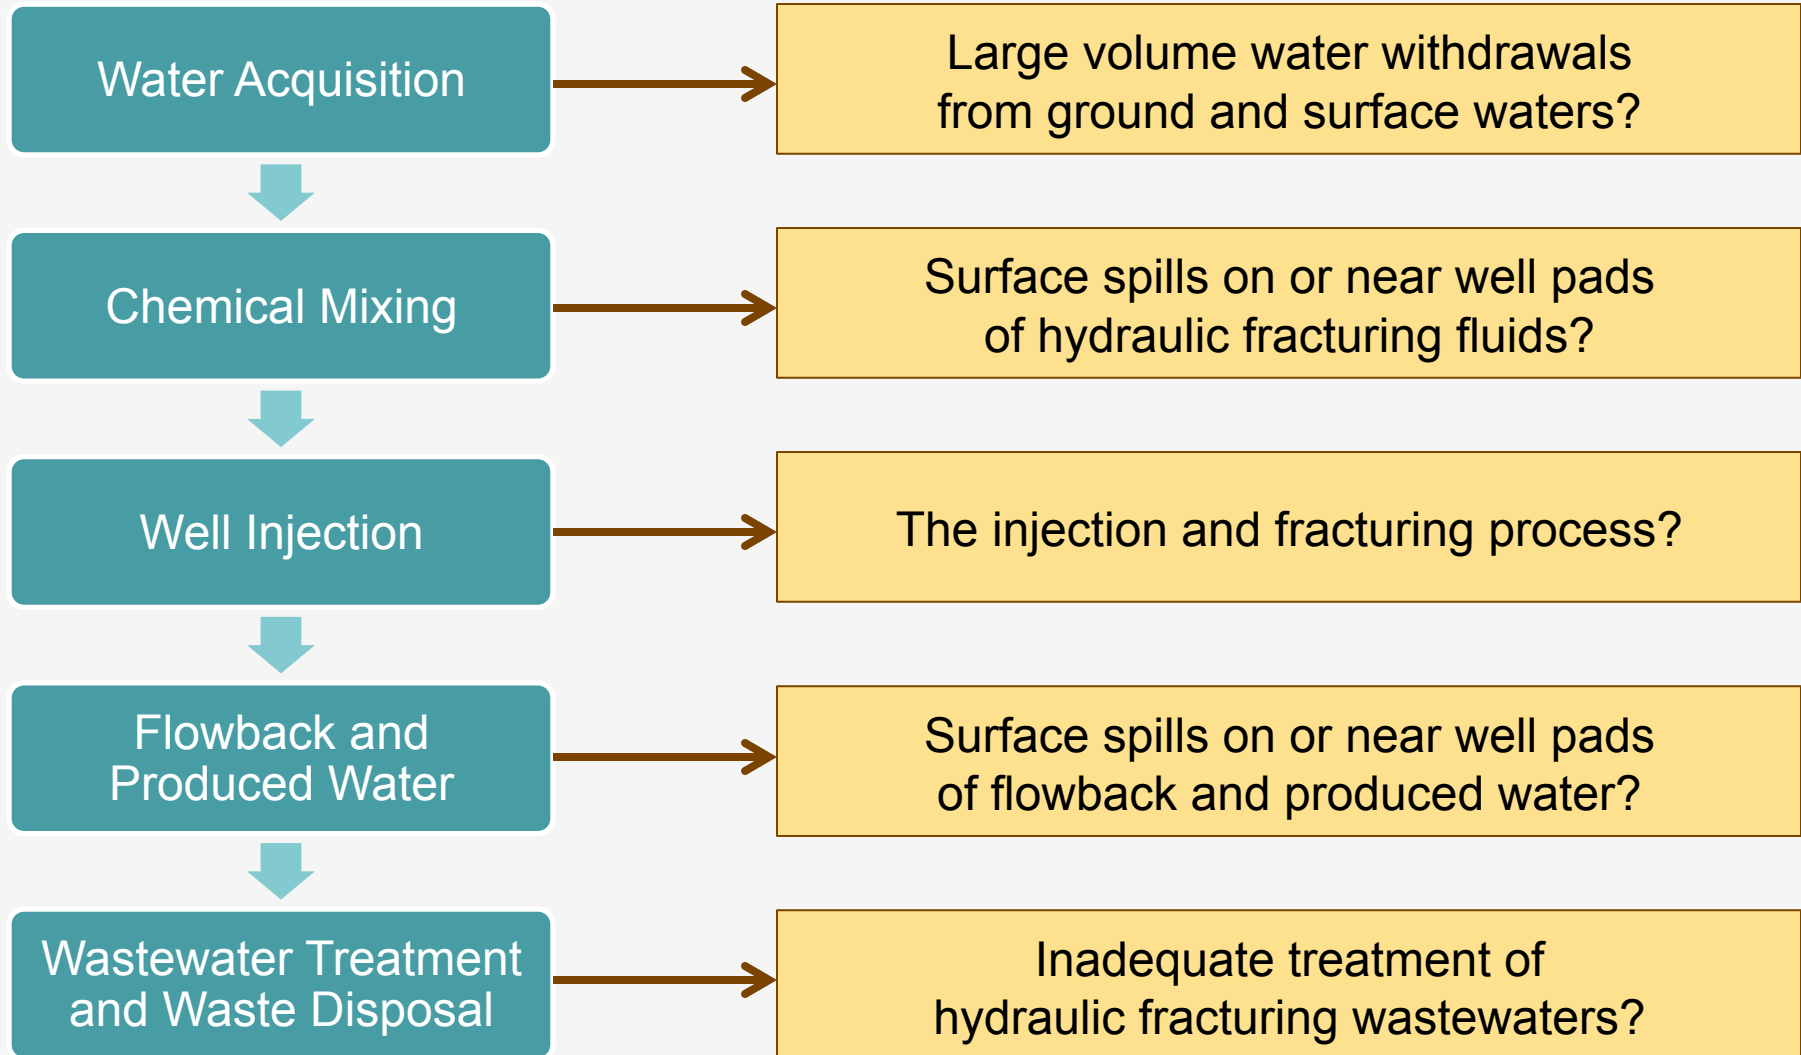 Water Acquisition
Large volume water withdrawals
from ground and surface waters?
Chemical Mixing
Surface spills on or near well pads
of hydraulic fracturing fluids?
Well Injection
The injection and fracturing process?
Flowback and
Produced Water
Surface spills on or near well pads
of flowback and produced water?
Wastewater Treatment
and Waste Disposal
Inadequate treatment of
hydraulic fracturing wastewaters?